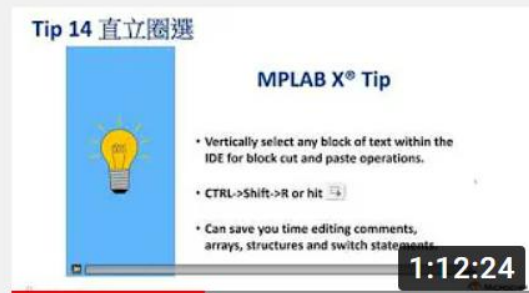 Tip 14 直立圈選
MPLAB X® Tip
• Vertically select any block of text within the
IDE for block cut and paste operations.
• CTRL->Shift->R or hit
• Can save you time editing comments,
arrays, structures and switch statements.
1:12:24